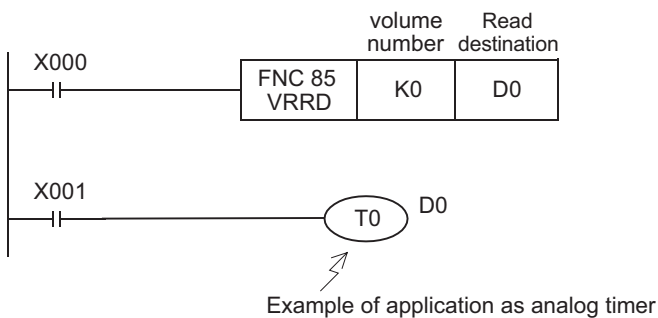 volume Read
number destination
X000
FNC 85 K0 D0
VRRD
X001
T0 D0
Example of application as analog timer